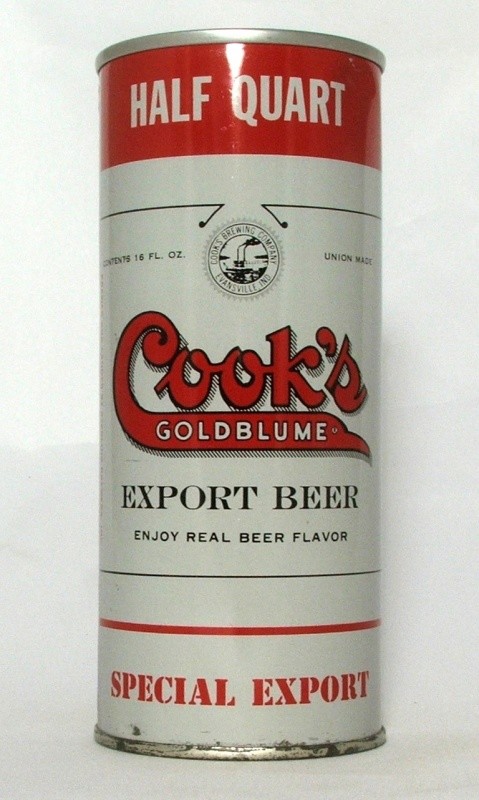 HALF QUART
CONTENTS 16 FL. OZ.
COOK'S BREWING COMPANY
EVANSVILLE, IND
UNION MADE
Cook's
GOLDBLUME®
EXPORT BEER
ENJOY REAL BEER FLAVOR
SPECIAL EXPORT